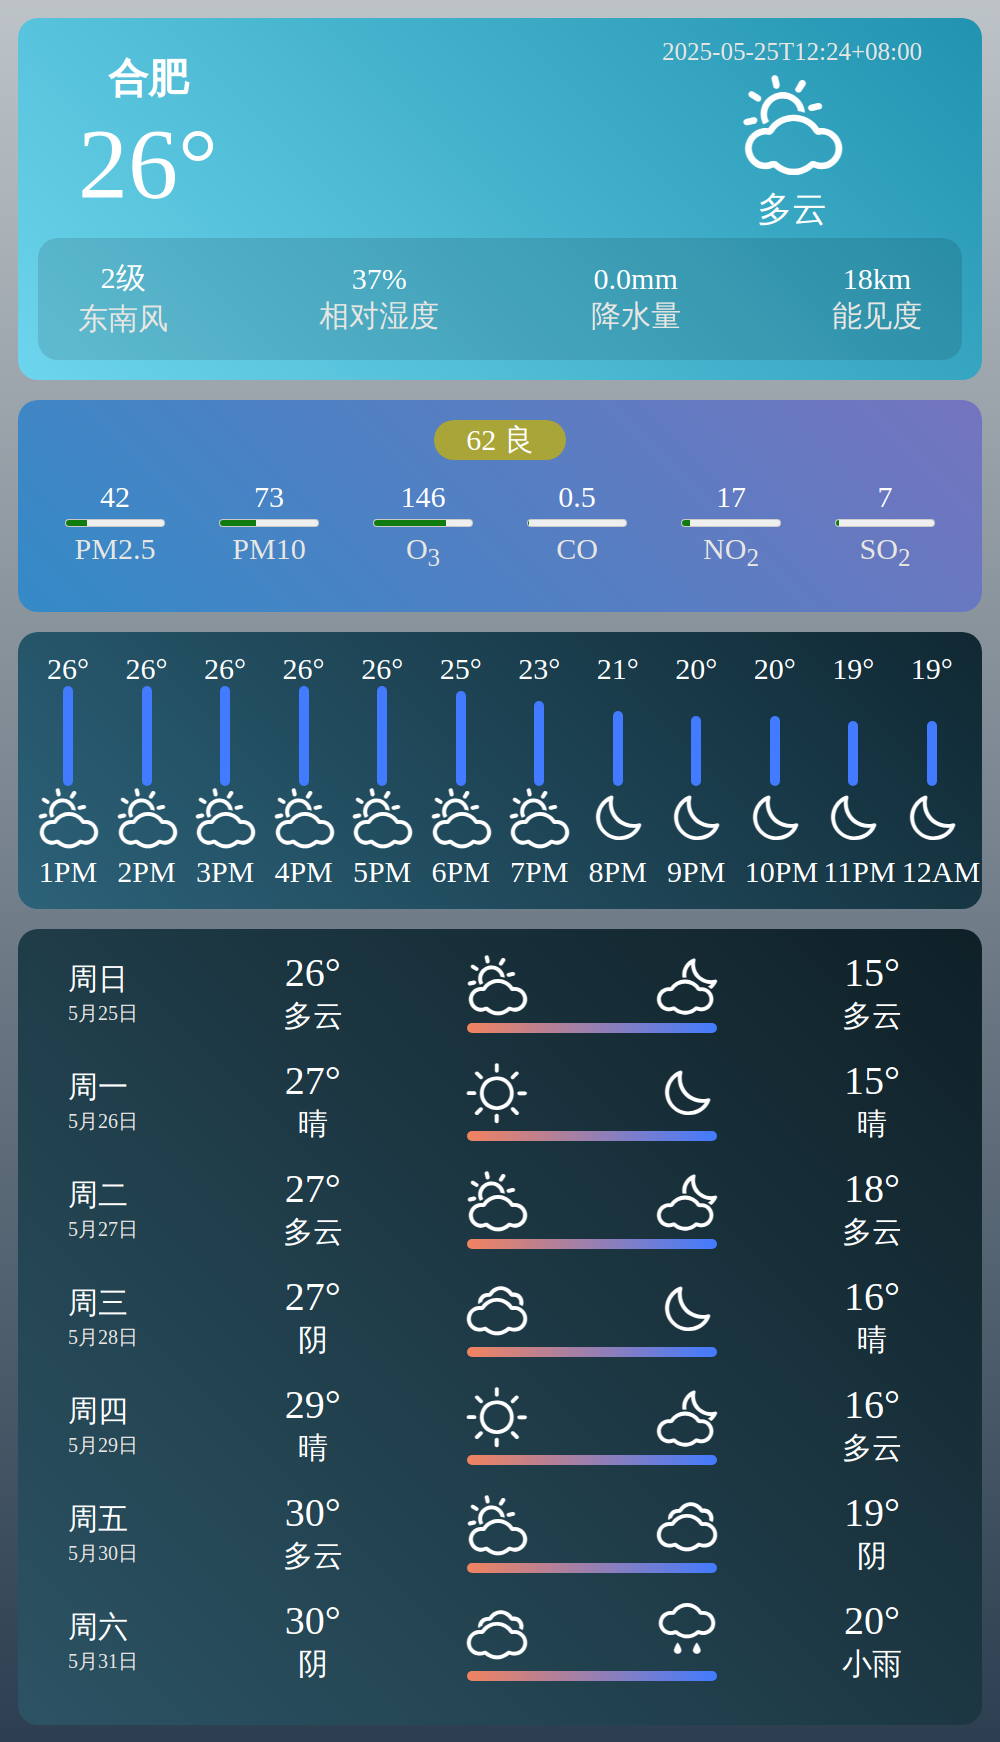 合肥
26°
2025-05-25T12:24+08:00
多云
2级 37% 0.0mm 18km
东南风 相对湿度 降水量 能见度
62 良
42 73 146 0.5 17 7
PM2.5 PM10 O3 CO NO2 SO2
26° 26° 26° 26° 26° 25° 23° 21° 20° 20° 19° 19°
1PM 2PM 3PM 4PM 5PM 6PM 7PM 8PM 9PM 10PM 11PM 12AM
周日 26° 15°
5月25日 多云 多云
周一 27° 15°
5月26日 晴 晴
周二 27° 18°
5月27日 多云 多云
周三 27° 16°
5月28日 阴 晴
周四 29° 16°
5月29日 晴 多云
周五 30° 19°
5月30日 多云 阴
周六 30° 20°
5月31日 阴 小雨